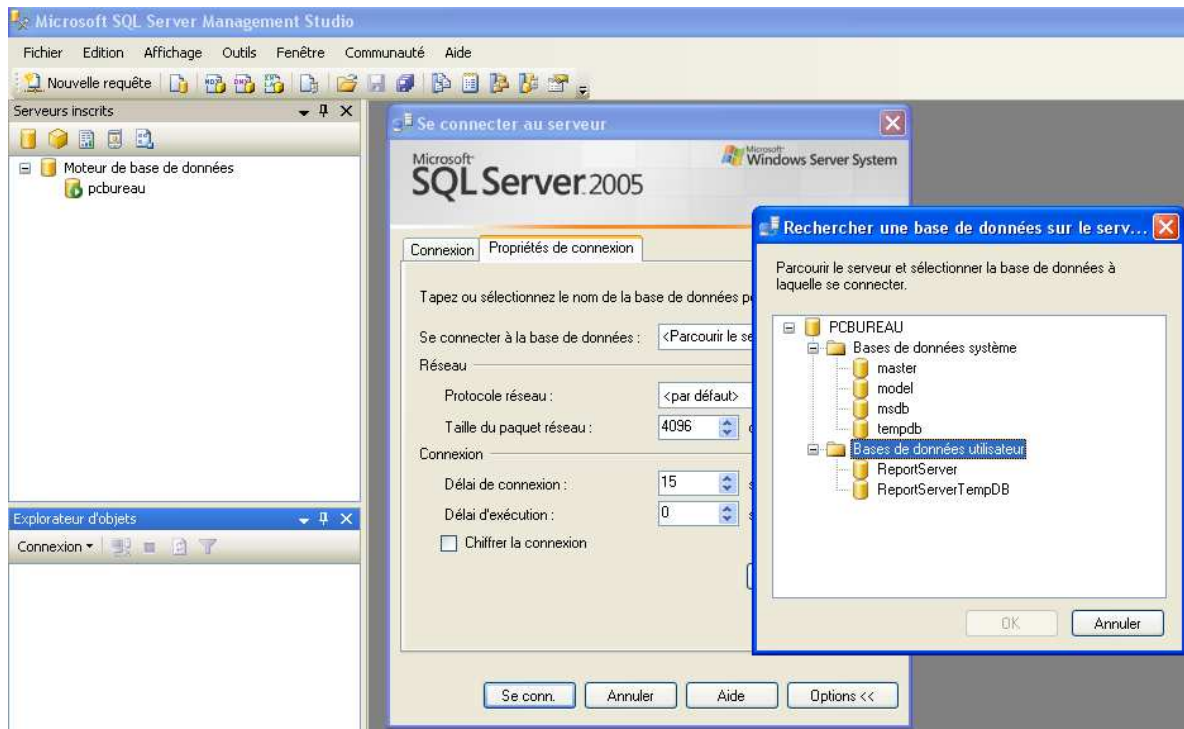 Microsoft SQL Server Management Studio
Fichier Edition Affichage Outils Fenêtre Communauté Aide
Nouvelle requête
Serveurs inscrits
Moteur de base de données
pcbureau
Explorateur d'objets
Connexion
Se connecter au serveur
Microsoft
SQL Server 2005
Microsoft
Windows Server System
Connexion Propriétés de connexion
Tapez ou sélectionnez le nom de la base de données
Se connecter à la base de données : <Parcourir le se
Réseau
Protocole réseau : <par défaut>
Taille du paquet réseau : 4096
Connexion
Délai de connexion : 15
Délai d'exécution : 0
Chiffrer la connexion
Se conn. Annuler Aide Options <<
Rechercher une base de données sur le serv...
Parcourir le serveur et sélectionner la base de données à
laquelle se connecter.
PCBUREAU
Bases de données système
master
model
msdb
tempdb
Bases de données utilisateur
ReportServer
ReportServerTempDB
OK Annuler